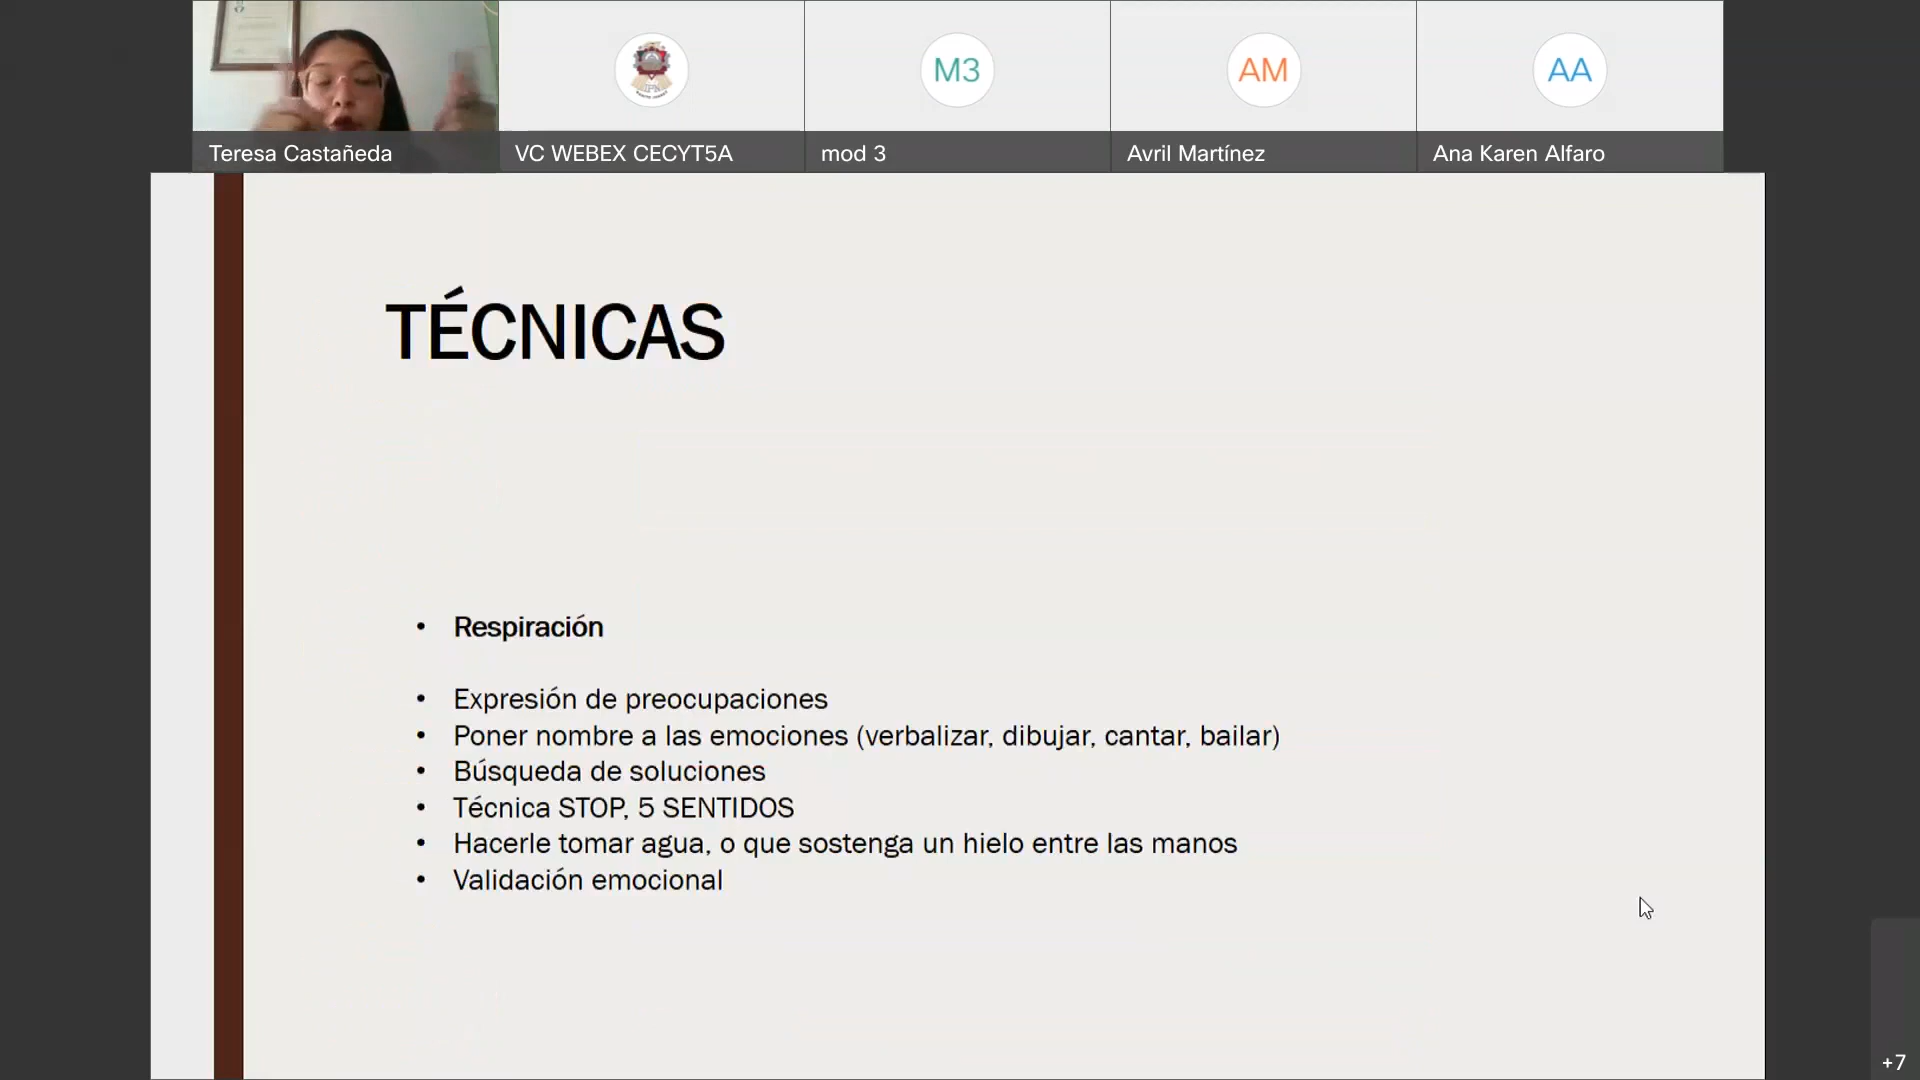 M3
AM
AA
Teresa Castañeda
VC WEBEX CECYT5A
mod 3
Avril Martínez
Ana Karen Alfaro
TÉCNICAS
• Respiración
• Expresión de preocupaciones
• Poner nombre a las emociones (verbalizar, dibujar, cantar, bailar)
• Búsqueda de soluciones
• Técnica STOP, 5 SENTIDOS
• Hacerle tomar agua, o que sostenga un hielo entre las manos
• Validación emocional
+7